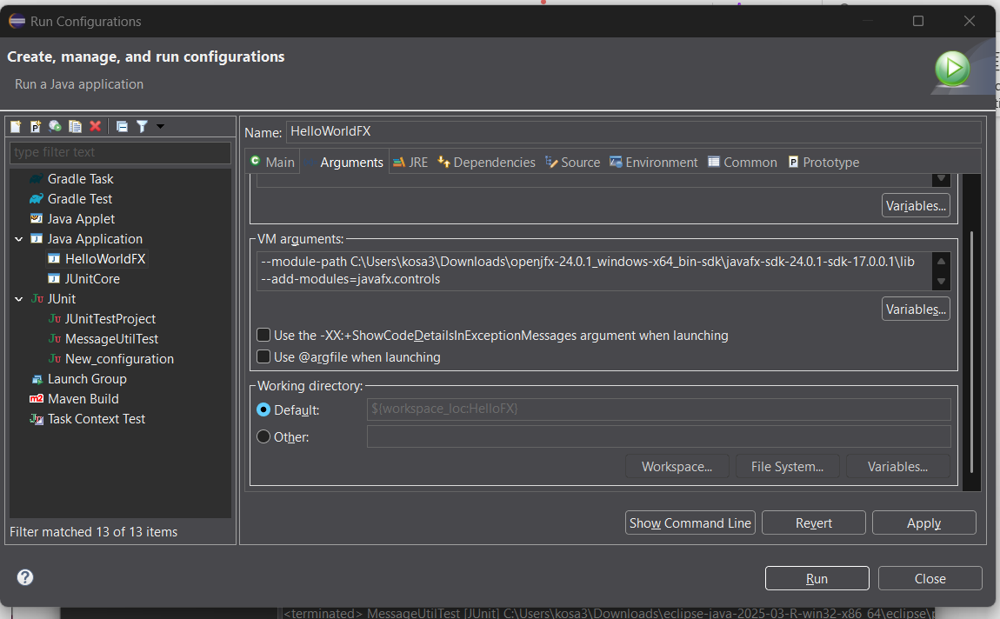 Run Configurations
Create, manage, and run configurations
Run a Java application
type filter text
Gradle Task
Gradle Test
Java Applet
Java Application
HelloWorldFX
JUnitCore
JUnit
JUnitTestProject
MessageUtilTest
New_configuration
Launch Group
Maven Build
Task Context Test
Filter matched 13 of 13 items
Name: HelloWorldFX
Main Arguments JRE Dependencies Source Environment Common Prototype
Variables...
VM arguments:
--module-path C:\Users\kosa3\Downloads\openjfx-24.0.1_windows-x64_bin-sdk\javafx-sdk-24.0.1-sdk-17.0.0.1\lib
--add-modules=javafx.controls
Variables...
Use the -XX:+ShowCodeDetailsInExceptionMessages argument when launching
Use @argfile when launching
Working directory:
Default: ${workspace_loc:HelloFX}
Other:
Workspace... File System... Variables...
Show Command Line Revert Apply
Run Close
<terminated> MessageUtilTest [JUnit] C:\Users\kosa3\Downloads\eclipse-java-2025-03-R-win32-x86_64\eclipse\